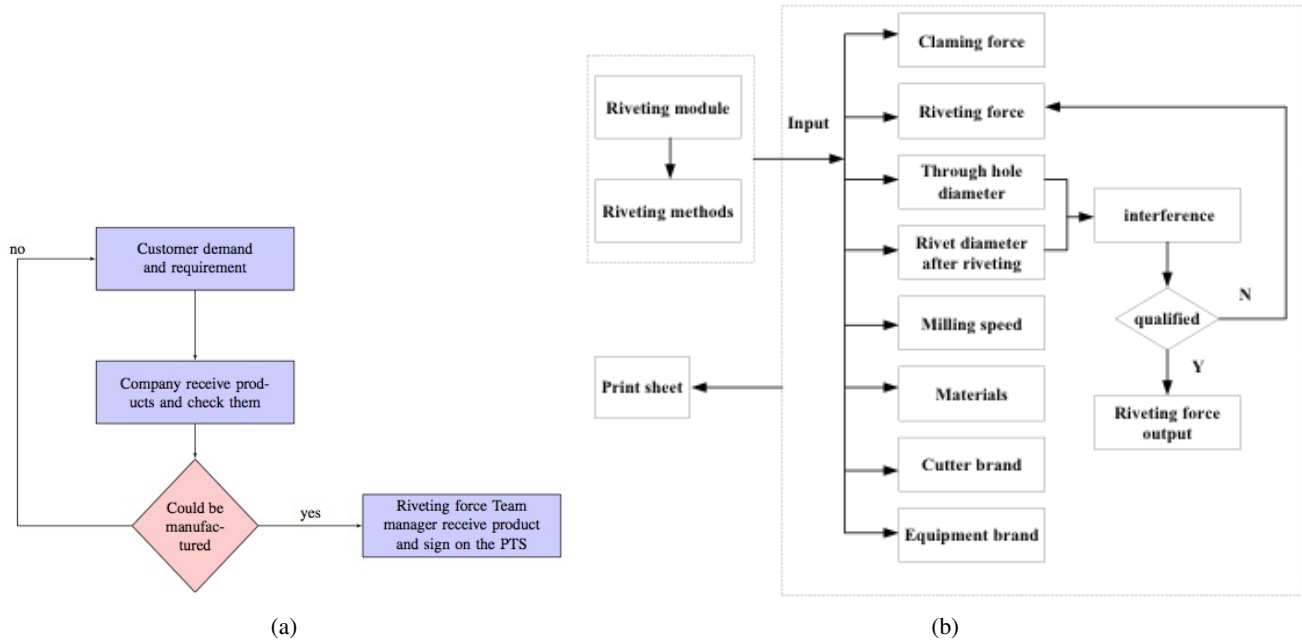 no
Customer demand
and requirement
Company receive prod-
ucts and check them
Could be
manufac-
tured
yes
Riveting force Team
manager receive product
and sign on the PTS
(a)
Riveting module
Riveting methods
Input
Claming force
Riveting force
Through hole
diameter
Rivet diameter
after riveting
interference
qualified
N
Y
Riveting force
output
Milling speed
Materials
Cutter brand
Equipment brand
Print sheet
(b)